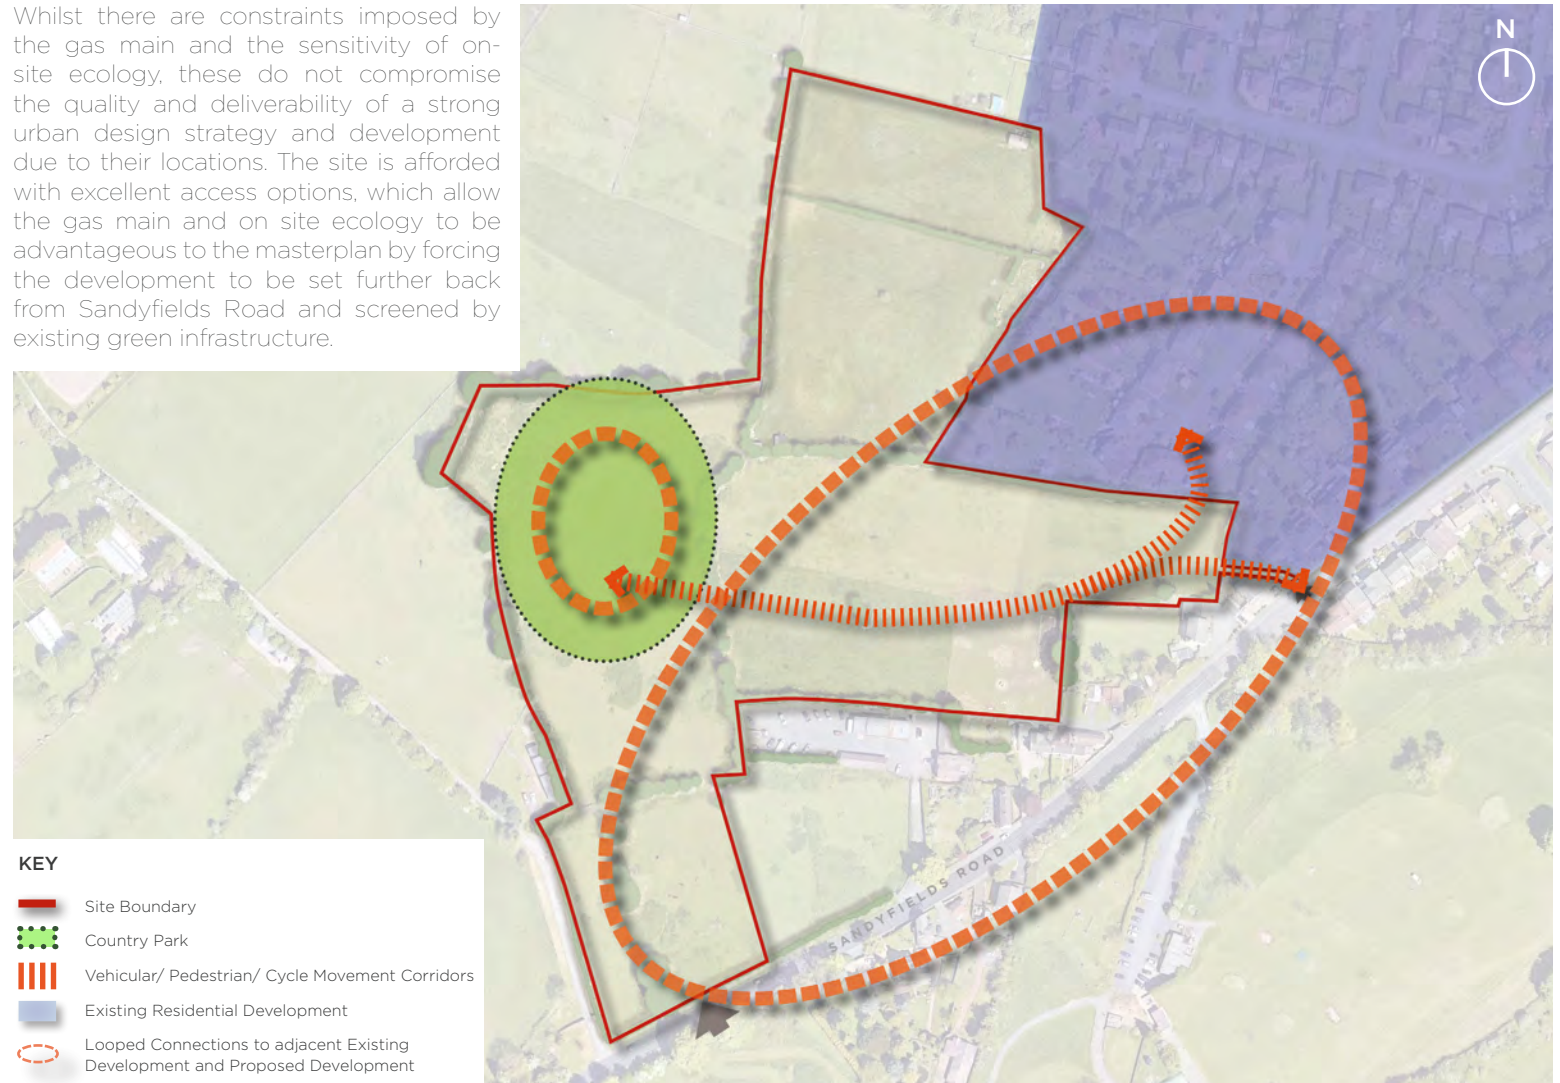 Whilst there are constraints imposed by
the gas main and the sensitivity of on-
site ecology, these do not compromise
the quality and deliverability of a strong
urban design strategy and development
due to their locations. The site is afforded
with excellent access options, which allow
the gas main and on site ecology to be
advantageous to the masterplan by forcing
the development to be set further back
from Sandyfields Road and screened by
existing green infrastructure.
N
SANDYFIELDS ROAD
KEY
Site Boundary
Country Park
Vehicular/ Pedestrian/ Cycle Movement Corridors
Existing Residential Development
Looped Connections to adjacent Existing
Development and Proposed Development